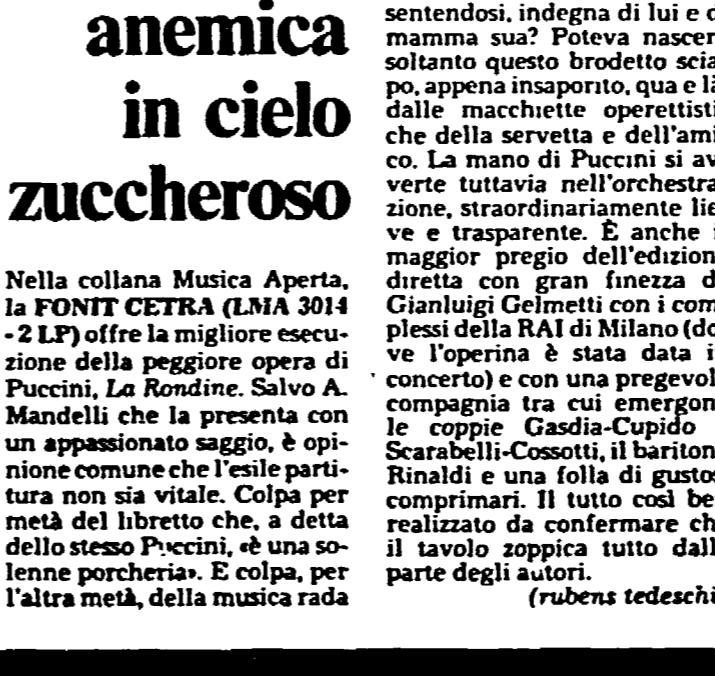 anemica
in cielo
zuccheroso
Nella collana Musica Aperta,
la FONIT CETRA (LMA 3014
- 2 LP) offre la migliore esecu-
zione della peggiore opera di
Puccini, La Rondine. Salvo A.
Mandelli che la presenta con
un appassionato saggio, è opi-
nione comune che l'esile parti-
tura non sia vitale. Colpa per
metà del libretto che, a detta
dello stesso Puccini, «è una so-
lenne porcheria». E colpa, per
l'altra metà, della musica rada
sentendosi, indegna di lui e d
mamma sua? Poteva nascer
soltanto questo brodetto scia
po, appena insaporito, qua e là
dalle macchiette operettisti
che della servetta e dell'ami
co. La mano di Puccini si av
verte tuttavia nell'orchestra
zione, straordinariamente lie
ve e trasparente. È anche i
maggior pregio dell'edizion
diretta con gran finezza d
Gianluigi Gelmetti con i com
plessi della RAI di Milano (do
ve l'operina è stata data i
concerto) e con una pregevol
compagnia tra cui emergon
le coppie Gasdia-Cupido
Scarabelli-Cossotti, il bariton
Rinaldi e una folla di gustos
comprimari. Il tutto così be
realizzato da confermare ch
il tavolo zoppica tutto dall
parte degli autori.
(rubens tedeschi